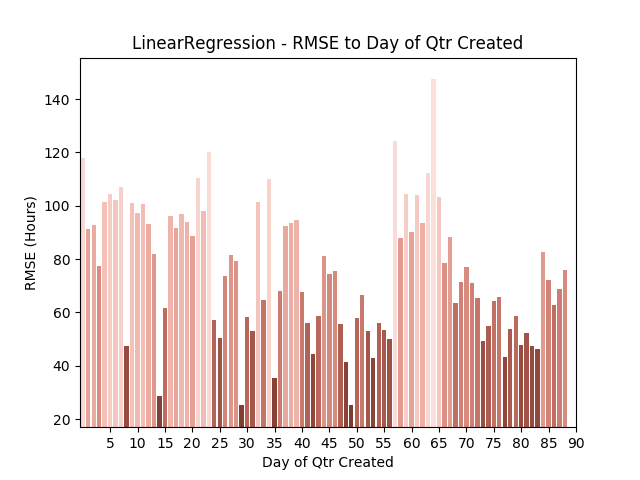 LinearRegression - RMSE to Day of Qtr Created
140
120
100
80
60
40
20
RMSE (Hours)
5 10 15 20 25 30 35 40 45 50 55 60 65 70 75 80 85 90
Day of Qtr Created